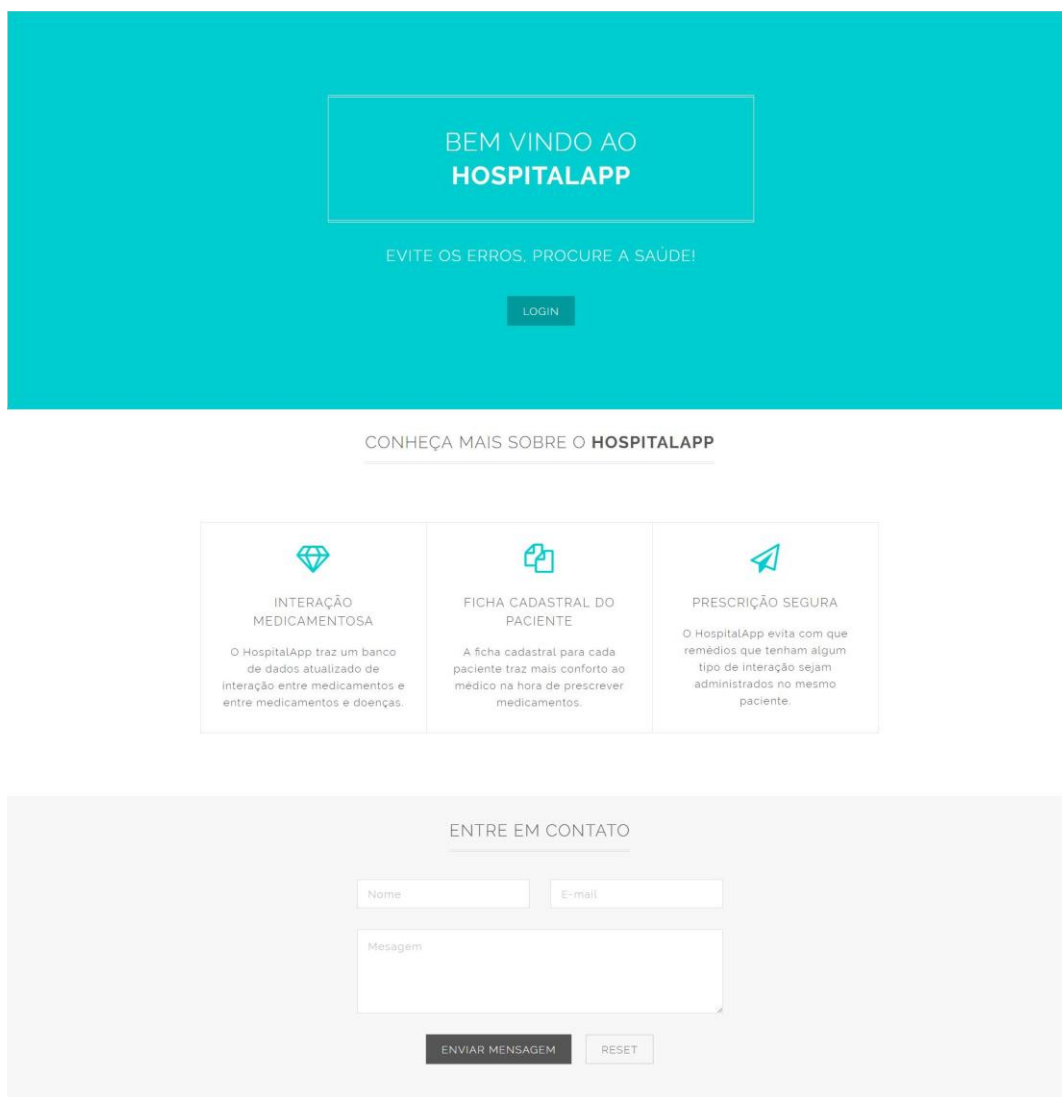 BEM VINDO AO
HOSPITALAPP
EVITE OS ERROS, PROCURE A SAÚDE!
LOGIN
CONHEÇA MAIS SOBRE O HOSPITALAPP
INTERAÇÃO
MEDICAMENTOSA
O HospitalApp traz um banco
de dados atualizado de
interação entre medicamentos e
entre medicamentos e doenças.
FICHA CADASTRAL DO
PACIENTE
A ficha cadastral para cada
paciente traz mais conforto ao
médico na hora de prescrever
medicamentos.
PRESCRIÇÃO SEGURA
O HospitalApp evita com que
remédios que tenham algum
tipo de interação sejam
administrados no mesmo
paciente.
ENTRE EM CONTATO
Nome
E-mail
Mesagem
ENVIAR MENSAGEM
RESET